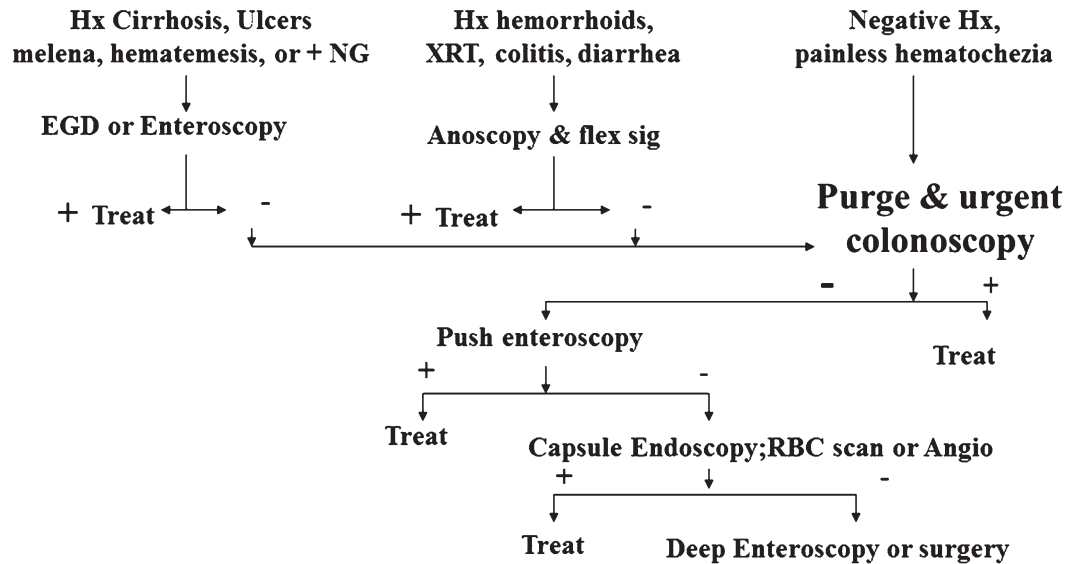 Hx Cirrhosis, Ulcers
melena, hematemesis, or + NG
Hx hemorrhoids,
XRT, colitis, diarrhea
Negative Hx,
painless hematochezia
EGD or Enteroscopy
Anoscopy & flex sig
+ Treat -
+ Treat -
Purge & urgent
colonoscopy
- +
Push enteroscopy
Treat
+ -
Treat
Capsule Endoscopy;RBC scan or Angio
+ -
Treat
Deep Enteroscopy or surgery